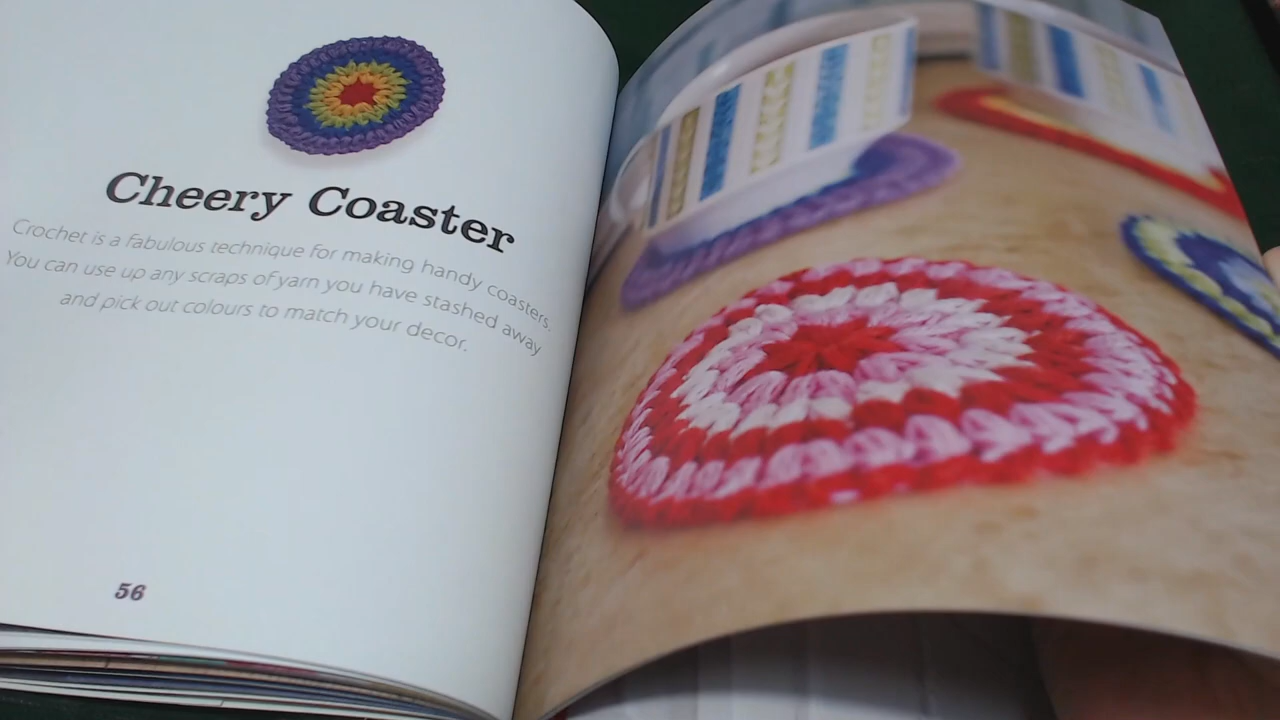 Cheery Coaster
Crochet is a fabulous technique for making handy coasters.
You can use up any scraps of yarn you have stashed away
and pick out colours to match your decor.
56